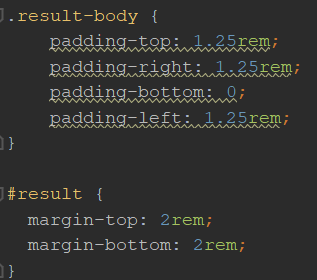 .result-body {
padding-top: 1.25rem;
padding-right: 1.25rem;
padding-bottom: 0;
padding-left: 1.25rem;
}
#result {
margin-top: 2rem;
margin-bottom: 2rem;
}